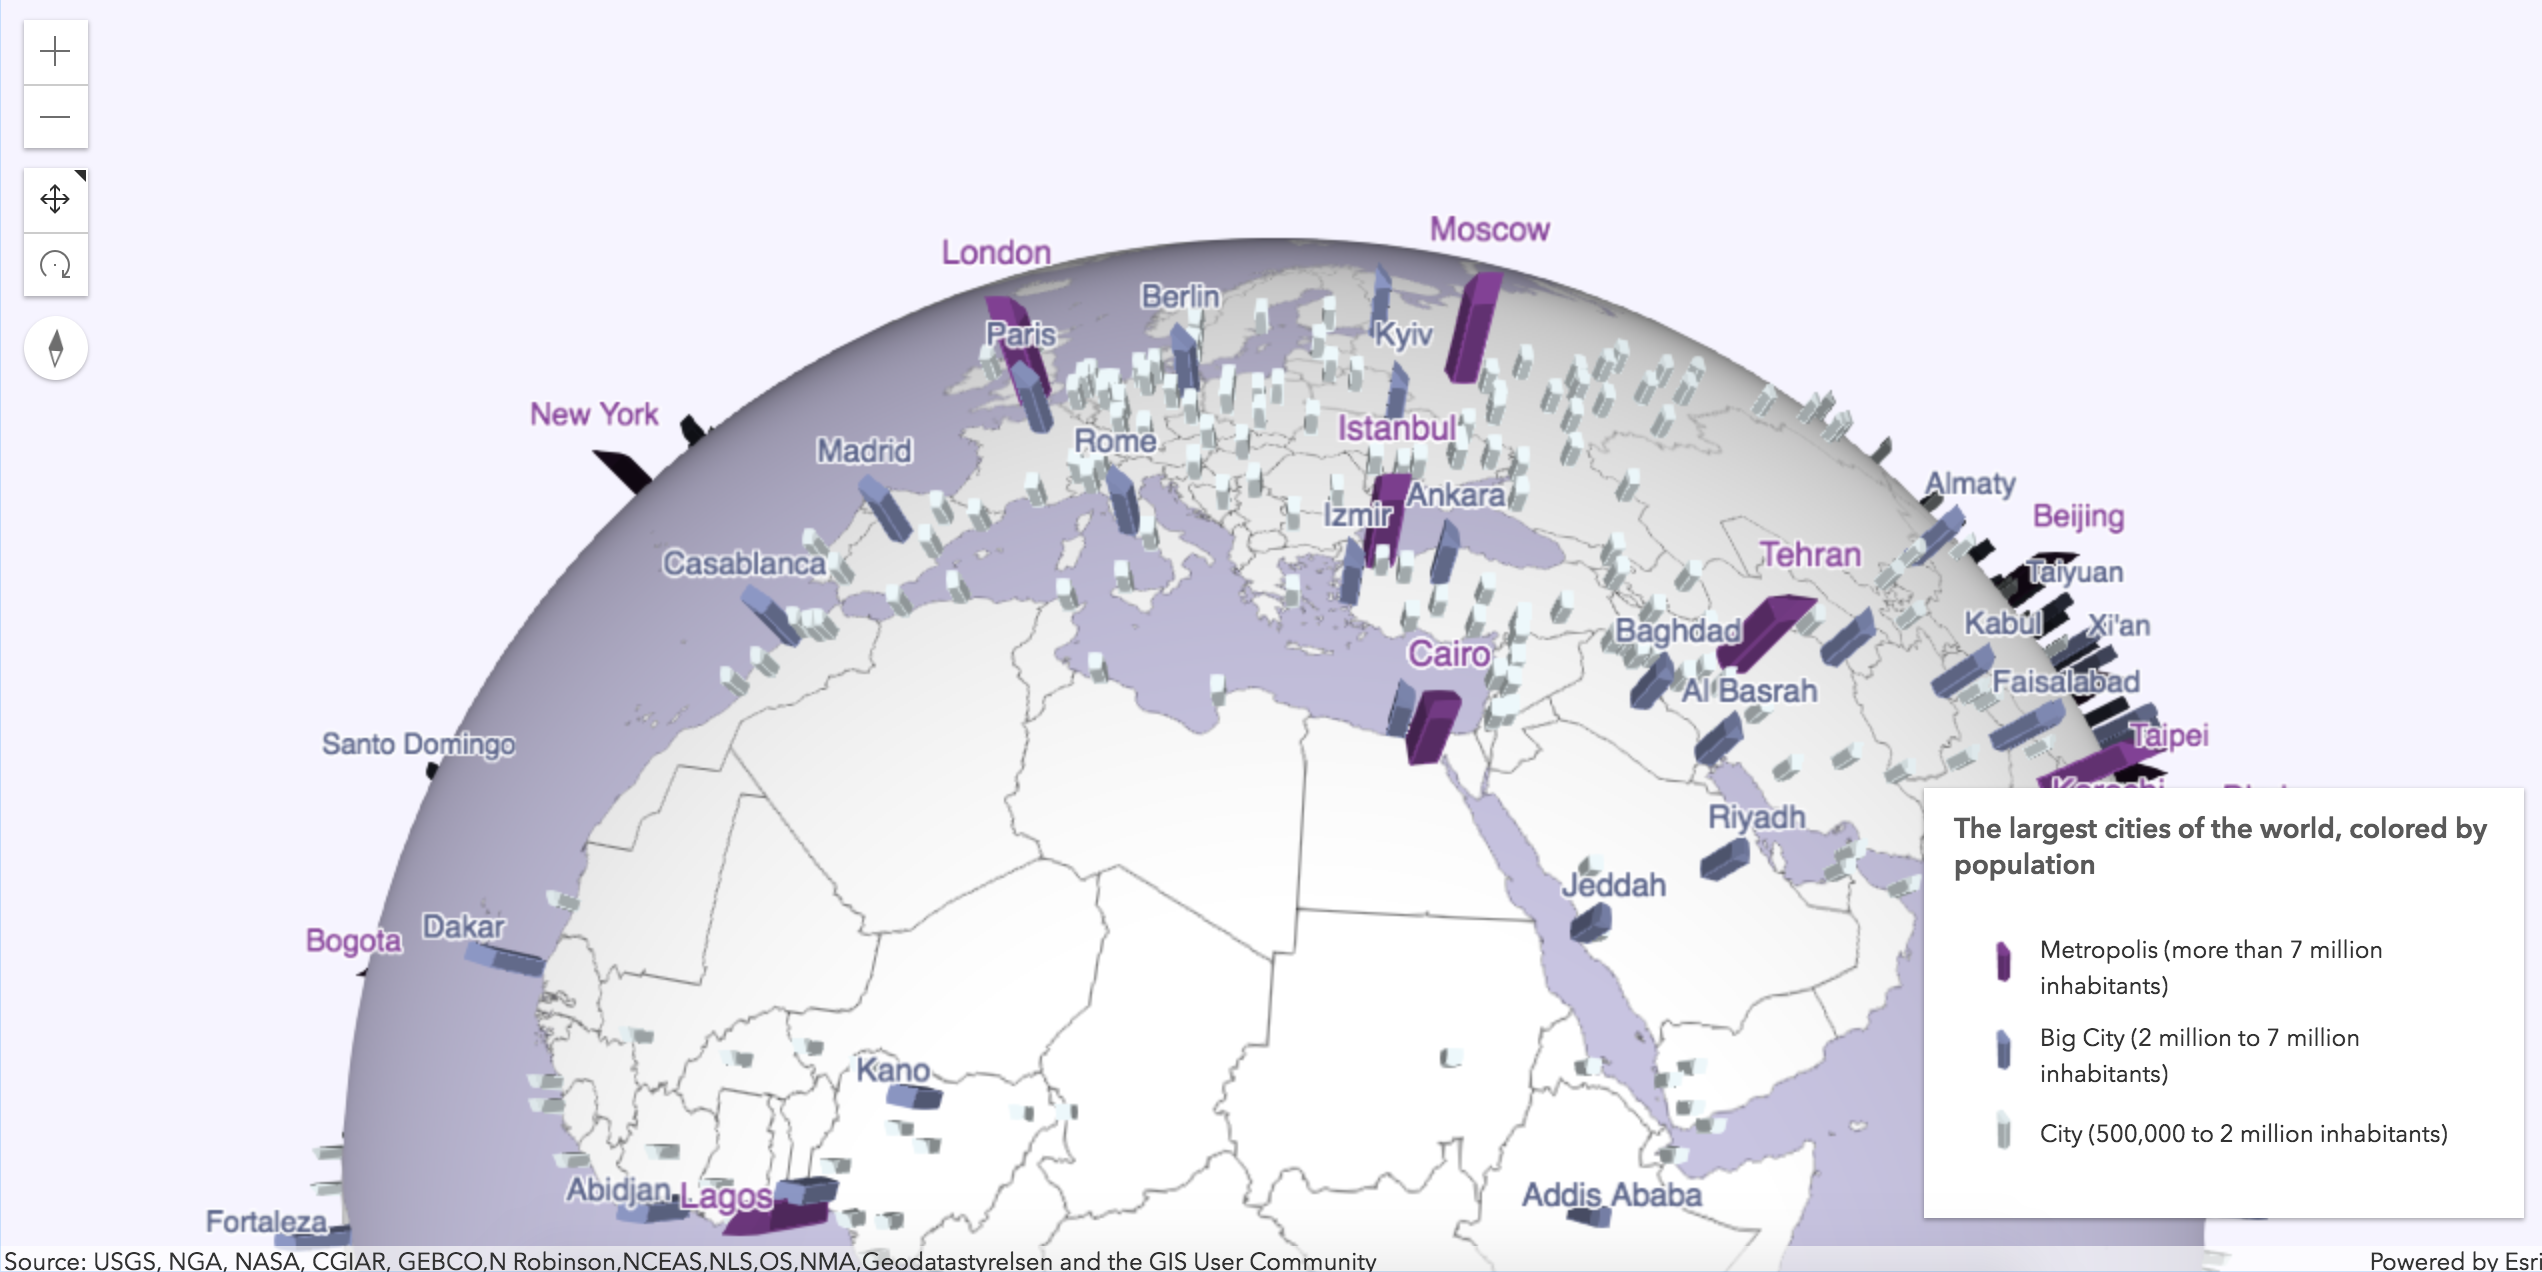 Moscow
London
Berlin
Paris
Kyiv
New York
Istanbul
Madrid
Rome
Almaty
Ankara
Izmir
Beijing
Casablanca
Tehran
Taiyuan
Kabul
Xi'an
Baghdad
Cairo
Al Basrah
Faisalabad
Santo Domingo
Taipei
Karachi
Riyadh
The largest cities of the world, colored by
population
Jeddah
Dakar
Bogota
Metropolis (more than 7 million
inhabitants)
Big City (2 million to 7 million
inhabitants)
Kano
City (500,000 to 2 million inhabitants)
Abidjan
Lagos
Addis Ababa
Fortaleza
Source: USGS, NGA, NASA, CGIAR, GEBCO,N Robinson,NCEAS,NLS,OS,NMA,Geodatastyrelsen and the GIS User Community
Powered by Esri